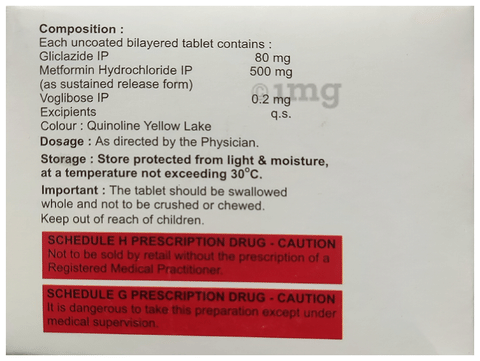 Composition :
Each uncoated bilayered tablet contains :
Gliclazide IP 80 mg
Metformin Hydrochloride IP 500 mg
(as sustained release form)
Voglibose IP 0.2 mg
Excipients q.s.
Colour : Quinoline Yellow Lake
Dosage : As directed by the Physician.
Storage : Store protected from light & moisture,
at a temperature not exceeding 30°C.
Important : The tablet should be swallowed
whole and not to be crushed or chewed.
Keep out of reach of children.
SCHEDULE H PRESCRIPTION DRUG - CAUTION
Not to be sold by retail without the prescription of a
Registered Medical Practitioner.
SCHEDULE G PRESCRIPTION DRUG - CAUTION
It is dangerous to take this preparation except under
medical supervision.
©1mg